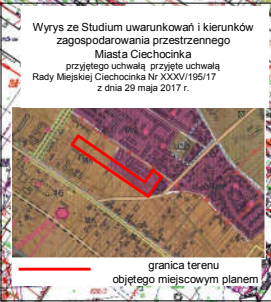 Wyrys ze Studium uwarunkowań i kierunków
zagospodarowania przestrzennego
Miasta Ciechocinka
przyjętego uchwałą przyjęte uchwałą
Rady Miejskiej Ciechocinka Nr XXXV/195/17
z dnia 29 maja 2017 r.
granica terenu
objętego miejscowym planem